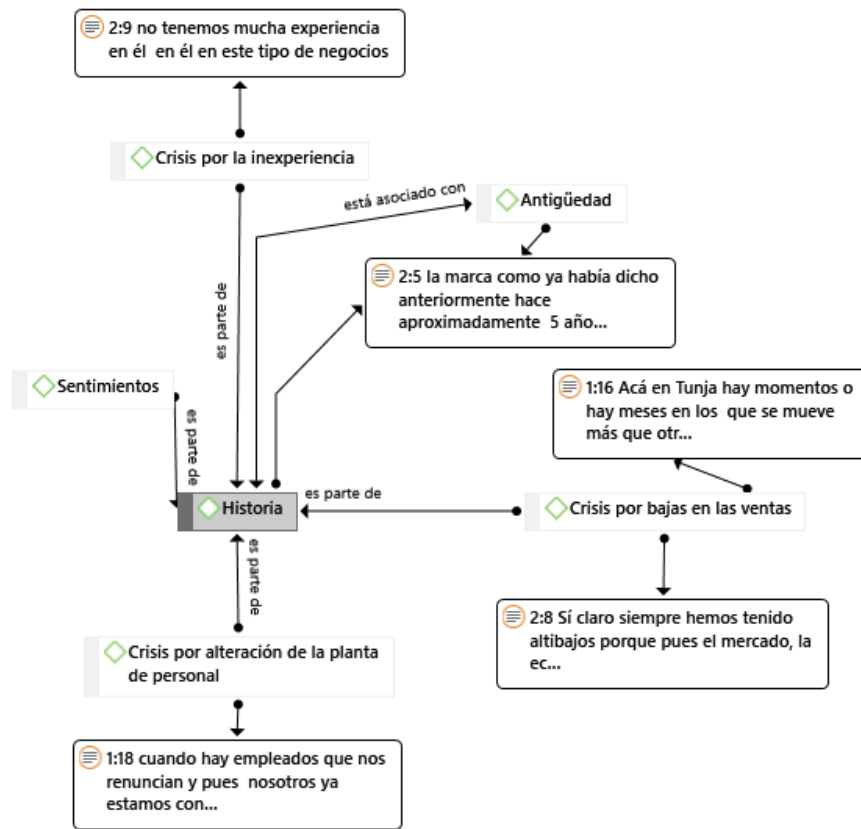 2:9 no tenemos mucha experiencia
en él en él en este tipo de negocios
Crisis por la inexperiencia
está asociado con
Antigüedad
2:5 la marca como ya había dicho
anteriormente hace
aproximadamente 5 año...
es parte de
Sentimientos
es parte de
1:16 Acá en Tunja hay momentos o
hay meses en los que se mueve
más que otr...
Historia
es parte de
Crisis por bajas en las ventas
es parte de
2:8 Sí claro siempre hemos tenido
altibajos porque pues el mercado, la
ec...
Crisis por alteración de la planta
de personal
1:18 cuando hay empleados que nos
renuncian y pues nosotros ya
estamos con...